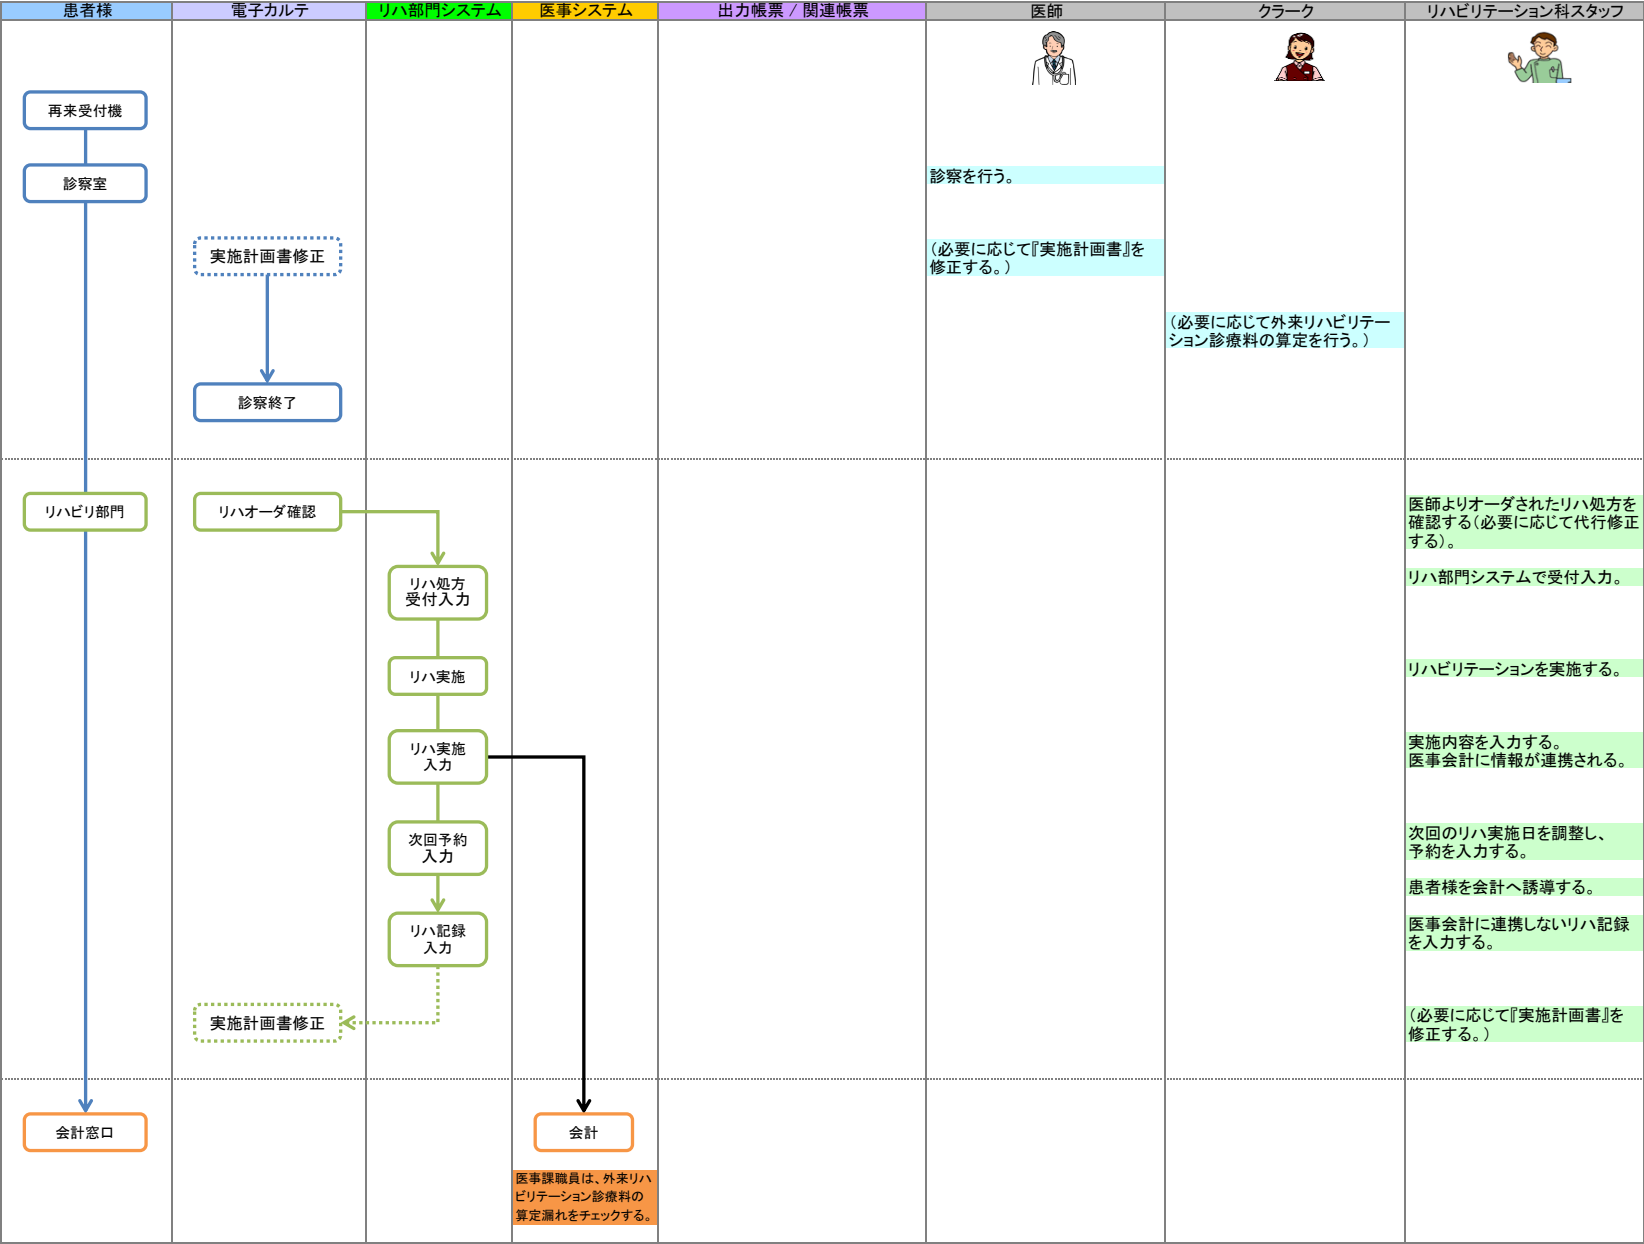 患者様
電子カルテ
リハ部門システム
医事システム
出力帳票 / 関連帳票
医師
クラーク
リハビリテーション科スタッフ
再来受付機
診察室
診察を行う。
実施計画書修正
(必要に応じて『実施計画書』を
修正する。)
(必要に応じて外来リハビリテー
ション診療料の算定を行う。)
診察終了
リハビリ部門
リハオーダ確認
医師よりオーダされたリハ処方を
確認する(必要に応じて代行修正
する)。
リハ処方
受付入力
リハ部門システムで受付入力。
リハ実施
リハビリテーションを実施する。
リハ実施
入力
実施内容を入力する。
医事会計に情報が連携される。
次回予約
入力
次回のリハ実施日を調整し、
予約を入力する。
患者様を会計へ誘導する。
リハ記録
入力
医事会計に連携しないリハ記録
を入力する。
実施計画書修正
(必要に応じて『実施計画書』を
修正する。)
会計窓口
会計
医事課職員は、外来リハ
ビリテーション診療料の
算定漏れをチェックする。